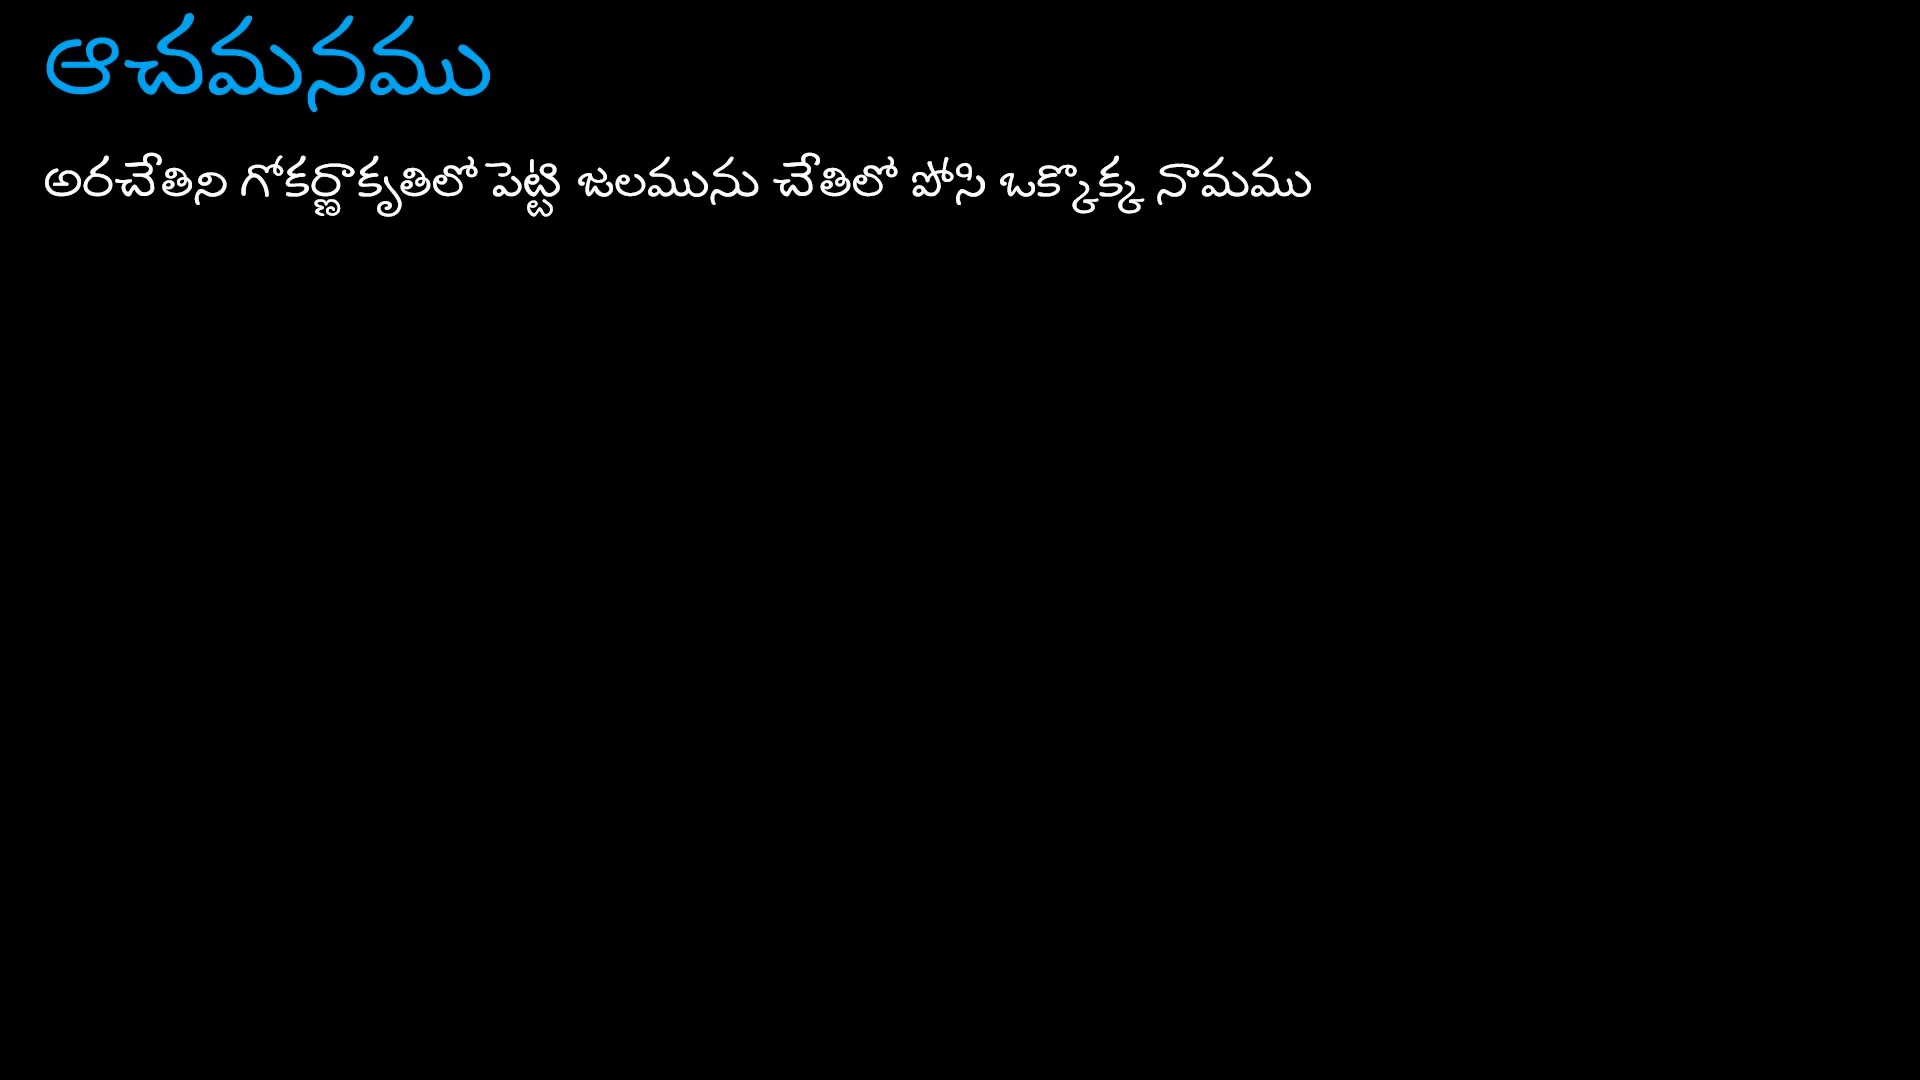 ఆచమనము
అరచేతిని గోకర్ణాకృతిలో పెట్టి జలమును చేతిలో పోసి ఒక్కొక్క నామము